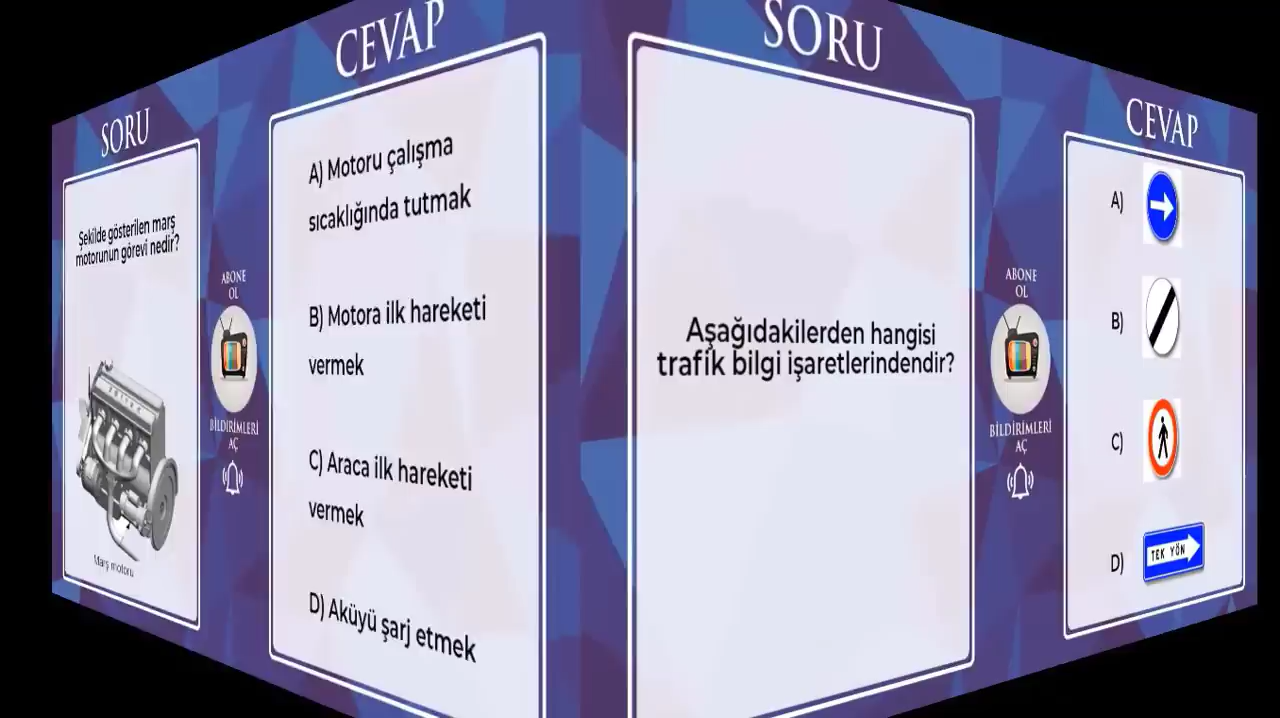 SORU
Şekilde gösterilen marş
motorunun görevi nedir?
Marş motoru
ABONE
OL
BİLDİRİMLERİ
AÇ
CEVAP
A) Motoru çalışma
sıcaklığında tutmak
B) Motora ilk hareketi
vermek
C) Araca ilk hareketi
vermek
D) Aküyü şarj etmek
SORU
Aşağıdakilerden hangisi
trafik bilgi işaretlerindendir?
ABONE
OL
BİLDİRİMLERİ
AÇ
CEVAP
A)
B)
C)
D)
TEK YÖN